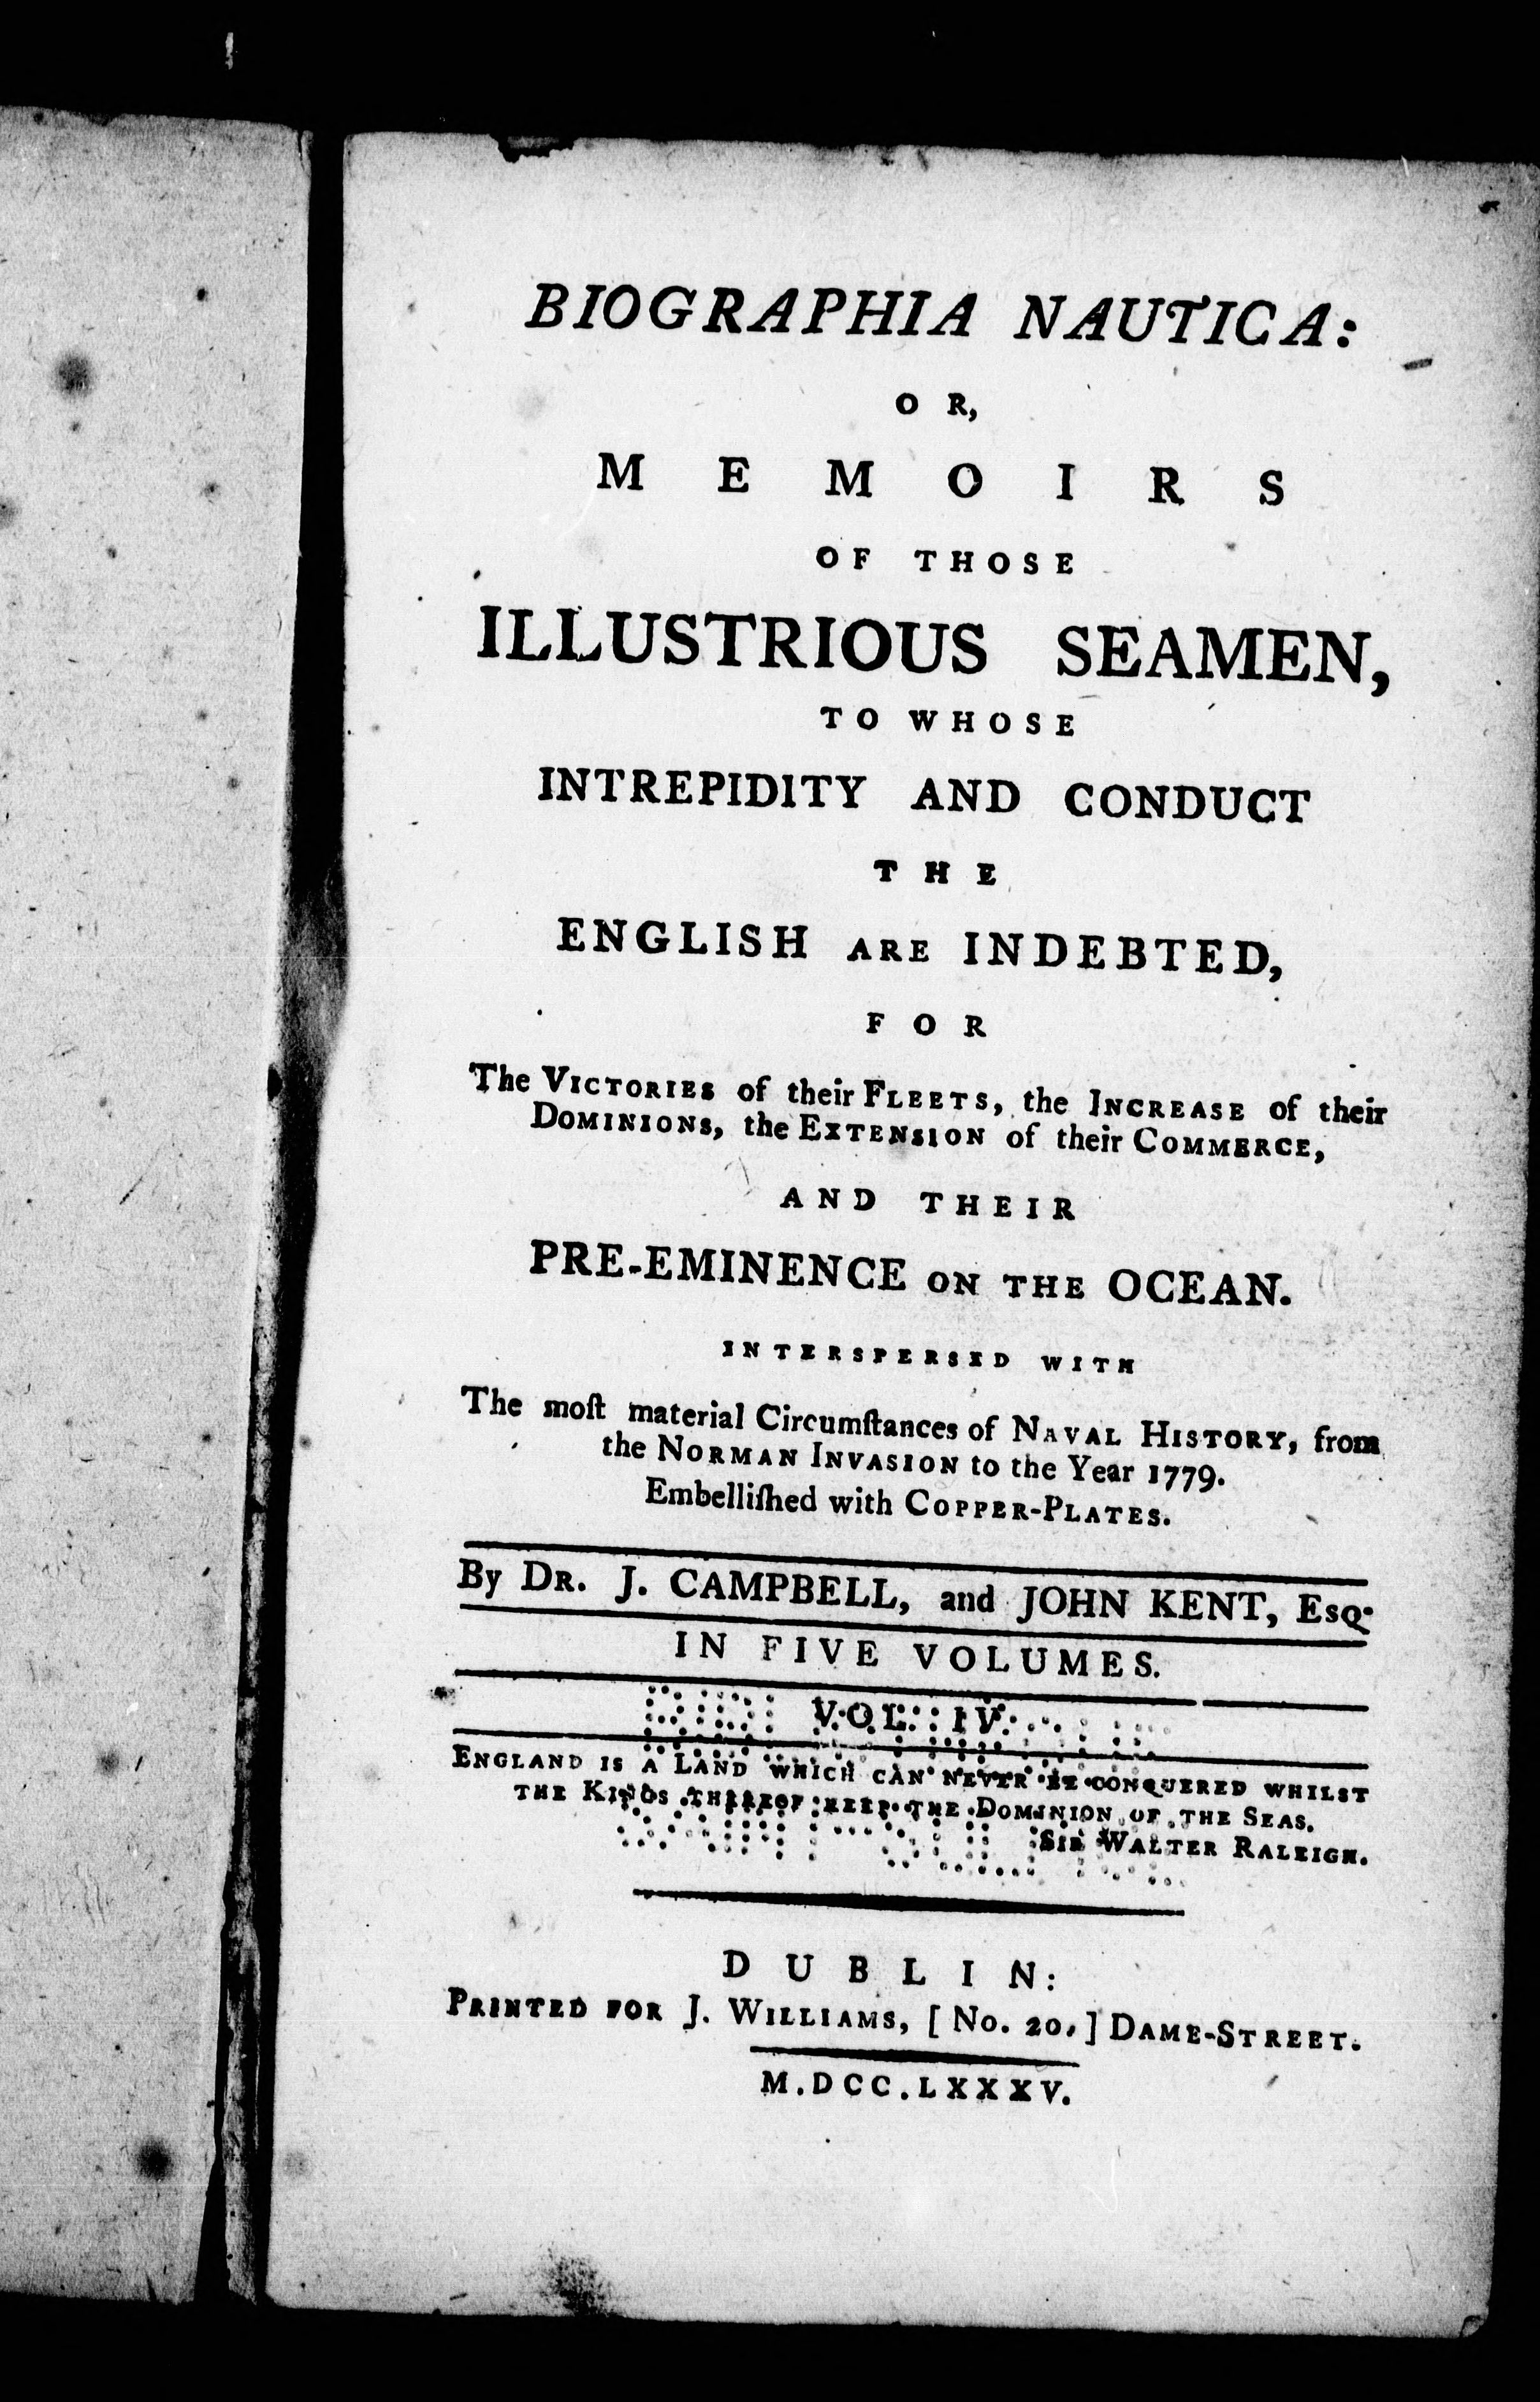 BIOGRAPHIA NAUTICA:
OR,
MEMOIRS
OF THOSE
ILLUSTRIOUS SEAMEN,
TO WHOSE
INTREPIDITY AND CONDUCT
THE
ENGLISH ARE INDEBTED,
FOR
The VICTORIES of their FLEETS, the INCREASE of their
DOMINIONS, the EXTENSION of their COMMERCE,
AND THEIR
PRE-EMINENCE ON THE OCEAN.
INTERSPERSED WITH
The moſt material Circumſtances of NAVAL HISTORY, from
the NORMAN INVASION to the Year 1779.
Embelliſhed with COPPER-PLATES.
By DR. J. CAMPBELL, and JOHN KENT, ESQ.
IN FIVE VOLUMES.
VOL. IV.
ENGLAND IS A LAND WHICH CAN NEVER BE CONQUERED WHILST
THE KINGS THEREOF KEEP THE DOMINION OF THE SEAS.
SIR WALTER RALEIGH.
DUBLIN:
PRINTED FOR J. WILLIAMS, [No. 20,] DAME-STREET.
M.DCC.LXXXV.